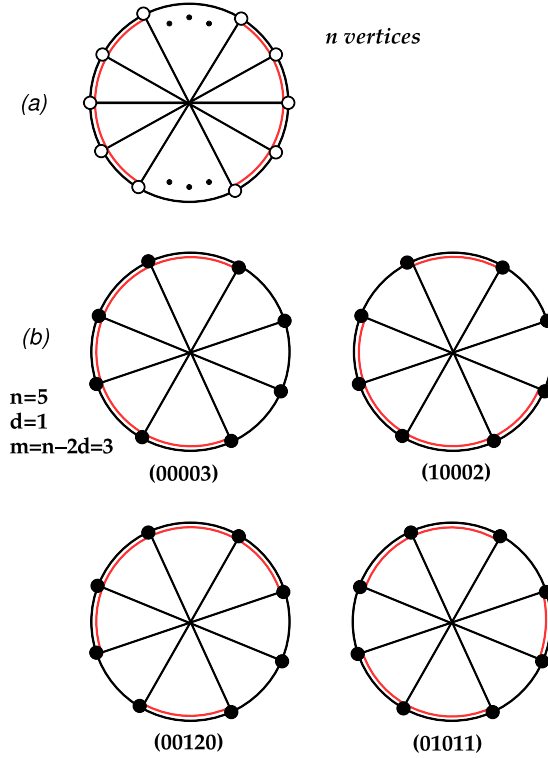 n vertices
(a)
(b)
n=5
d=1
m=n−2d=3
(00003)
(10002)
(00120)
(01011)